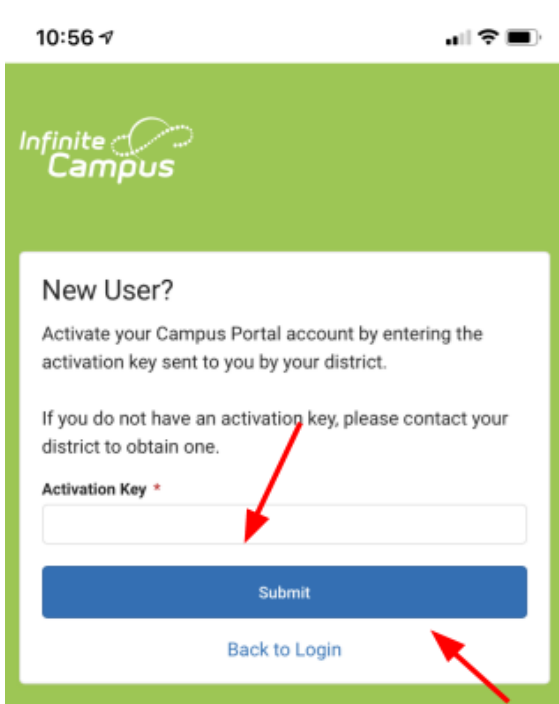 10:56
Infinite
Campus
New User?
Activate your Campus Portal account by entering the
activation key sent to you by your district.
If you do not have an activation key, please contact your
district to obtain one.
Activation Key *
Submit
Back to Login